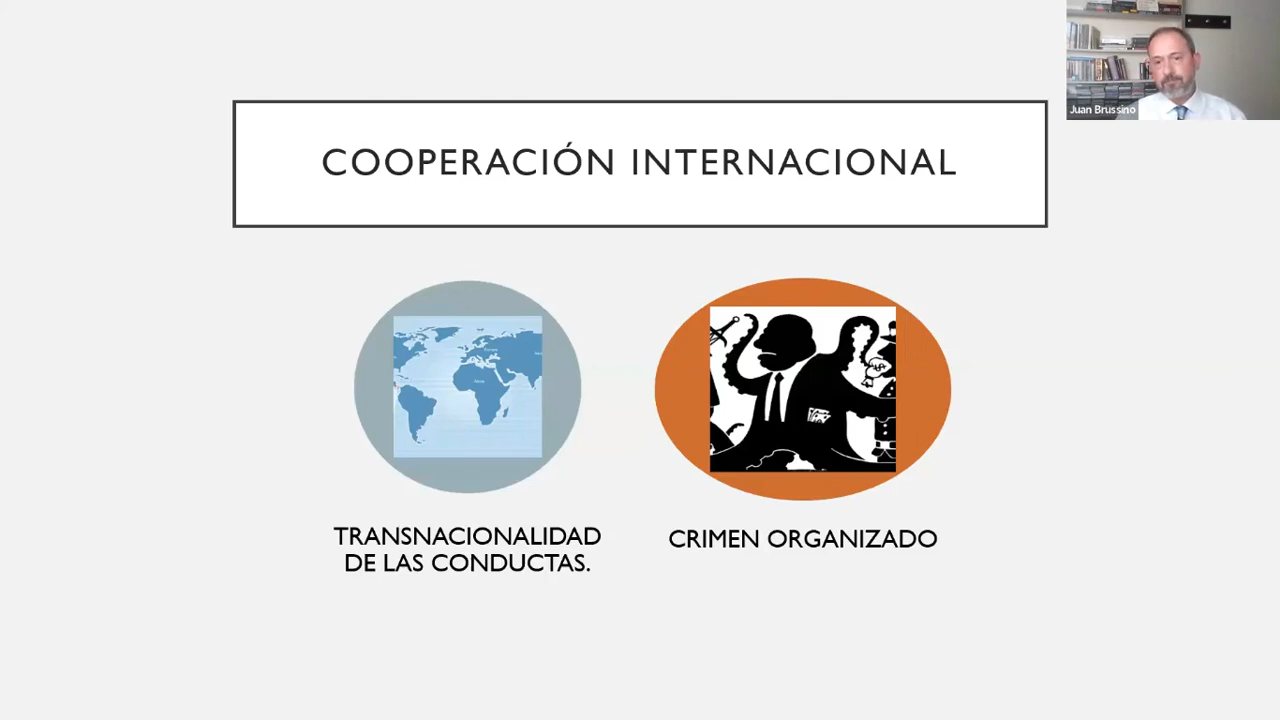 Juan Brussino
COOPERACIÓN INTERNACIONAL
TRANSNACIONALIDAD
DE LAS CONDUCTAS.
CRIMEN ORGANIZADO